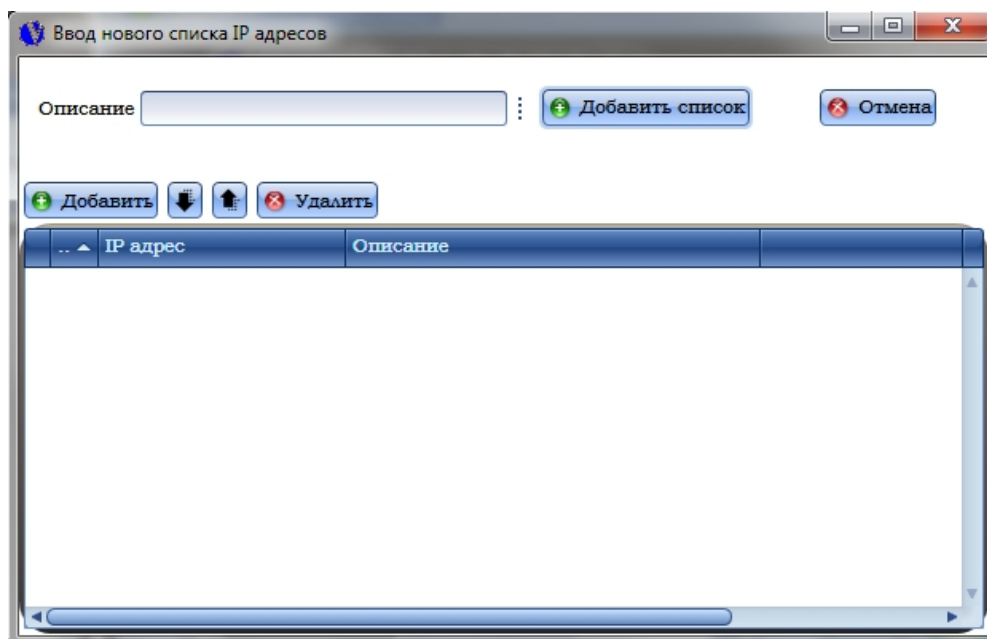 Ввод нового списка IP адресов
Описание Добавить список Отмена
Добавить Удалить
.. IP адрес Описание